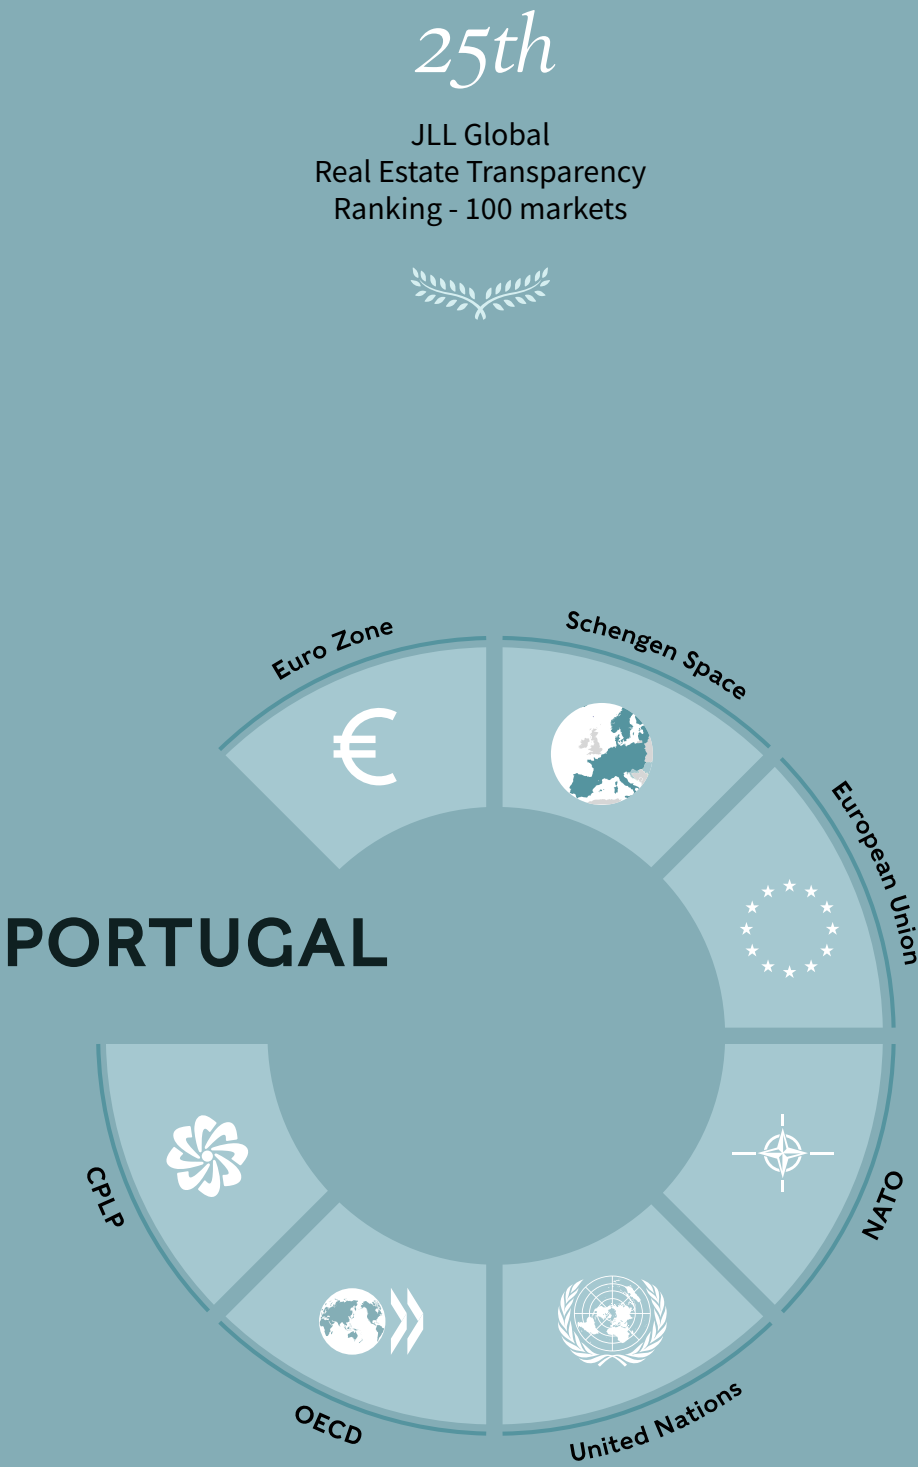 25th
JLL Global
Real Estate Transparency
Ranking - 100 markets
Euro Zone
Schengen Space
European Union
PORTUGAL
NATO
CPLP
OECD
United Nations